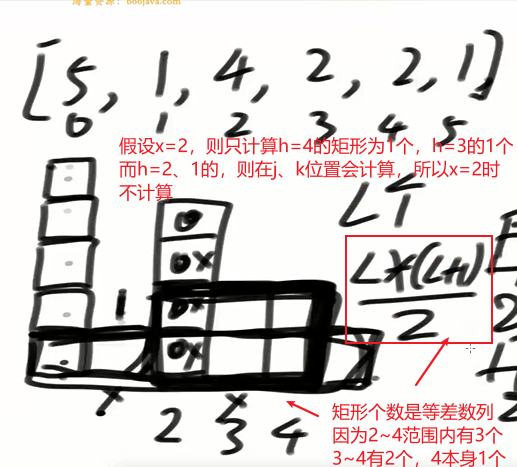 海量资源：666java.com
[5, 1, 4, 2, 2, 1]
0 1 2 3 4 5
假设x=2，则只计算h=4的矩形为1个，h=3的1个
而h=2、1的，则在j、k位置会计算，所以x=2时
不计算
L*(L+1)
2
1
0
0x
0x
0x
x
x
2 3 4
矩形个数是等差数列
因为2~4范围内有3个
3~4有2个，4本身1个